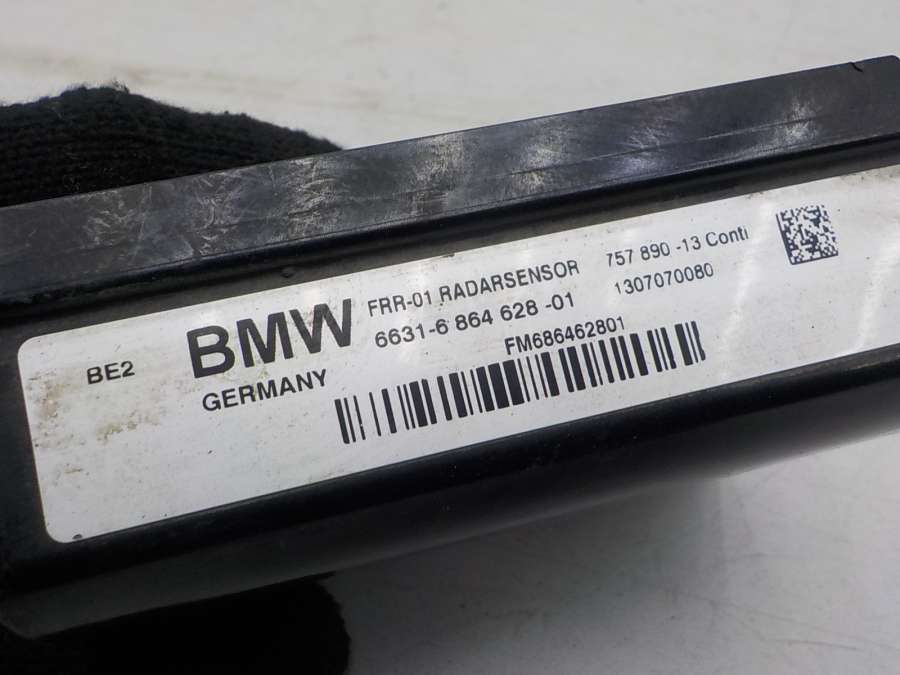 BE2
BMW
GERMANY
FRR-01 RADARSENSOR
6631-6 864 628 -01
FM686462801
757 890 -13 Conti
1307070080